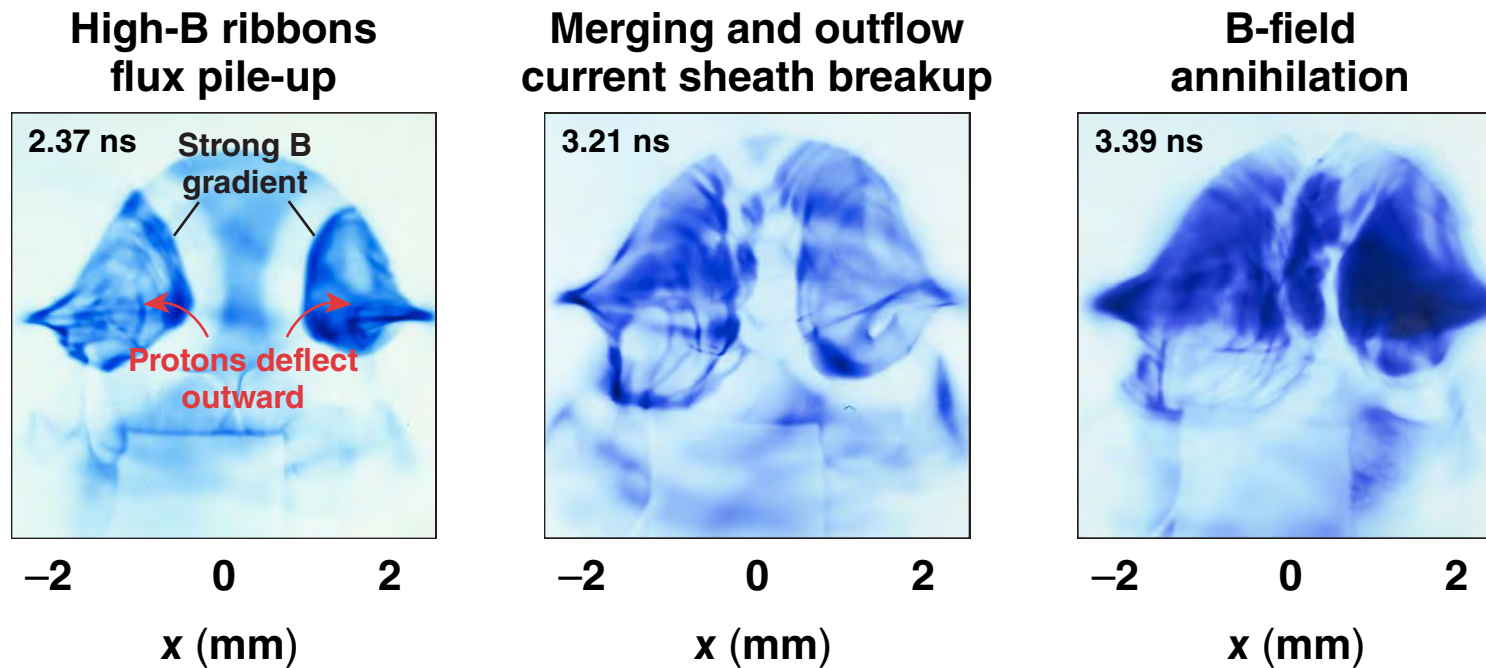 High-B ribbons
flux pile-up
Merging and outflow
current sheath breakup
B-field
annihilation
2.37 ns
Strong B
gradient
Protons deflect
outward
3.21 ns
3.39 ns
–2 0 2
–2 0 2
–2 0 2
x (mm)
x (mm)
x (mm)